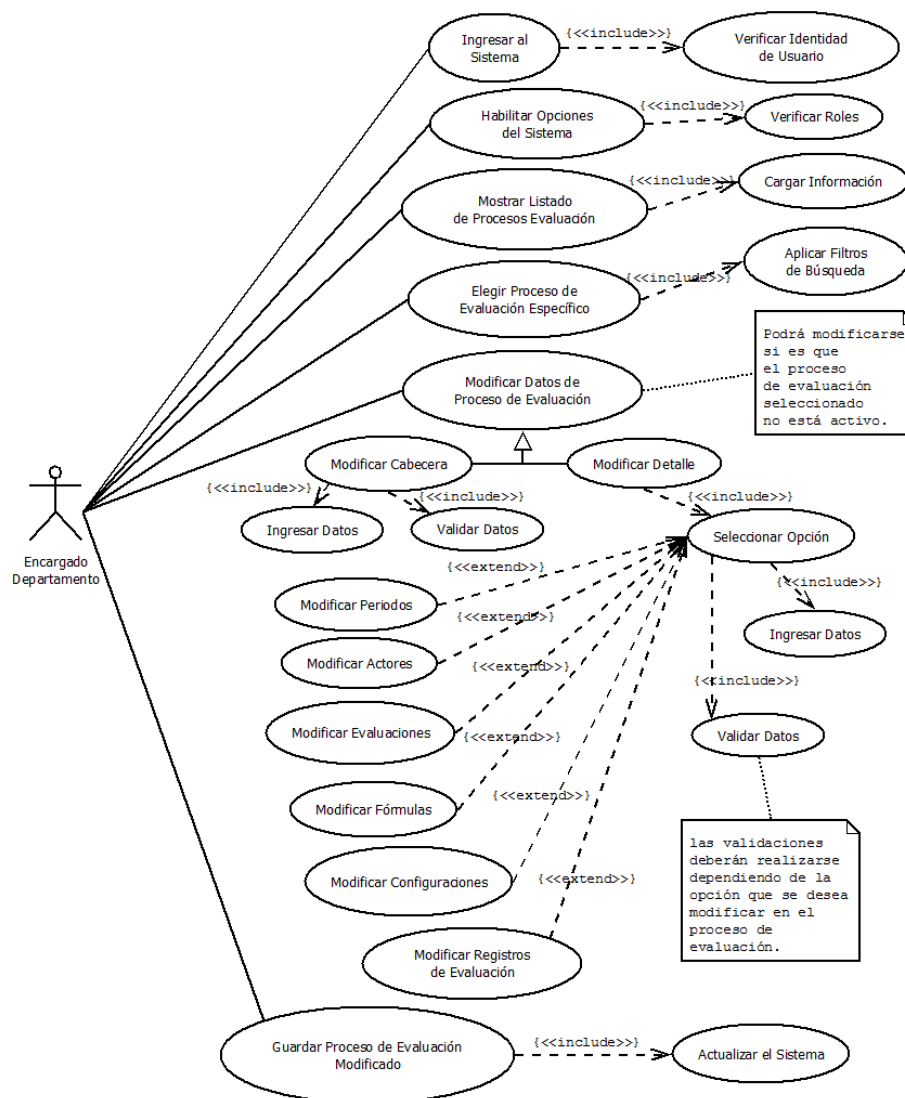 Ingresar al
Sistema
{<<include>>}
Verificar Identidad
de Usuario
Habilitar Opciones
del Sistema
{<<include>>}
Verificar Roles
Mostrar Listado
de Procesos Evaluación
{<<include>>}
Cargar Información
Elegir Proceso de
Evaluación Específico
{<<include>>}
Aplicar Filtros
de Búsqueda
Modificar Datos de
Proceso de Evaluación
Podrá modificarse
si es que
el proceso
de evaluación
seleccionado
no está activo.
Modificar Cabecera
Modificar Detalle
{<<include>>}
{<<include>>}
{<<include>>}
Ingresar Datos
Validar Datos
Seleccionar Opción
Encargado
Departamento
{<<extend>>}
Modificar Periodos
{<<include>>}
Ingresar Datos
{<<extend>>}
Modificar Actores
{<<extend>>}
{<<include>>}
Modificar Evaluaciones
{<<extend>>}
Validar Datos
Modificar Fórmulas
{<<extend>>}
las validaciones
deberán realizarse
dependiendo de la
opción que se desea
modificar en el
proceso de
evaluación.
Modificar Configuraciones
{<<extend>>}
Modificar Registros
de Evaluación
Guardar Proceso de Evaluación
Modificado
{<<include>>}
Actualizar el Sistema